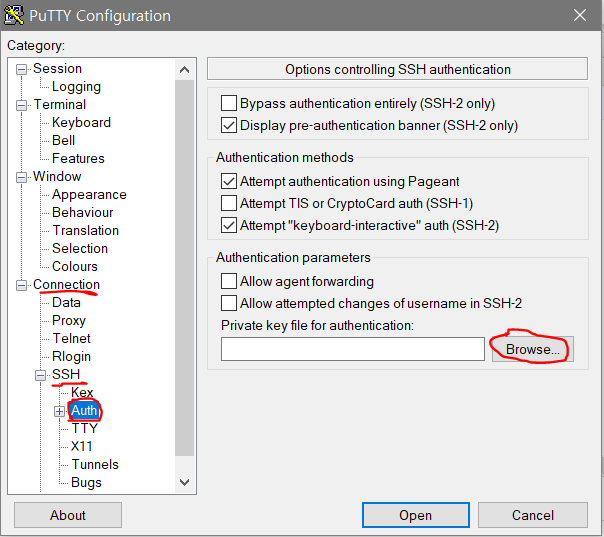 PuTTY Configuration
Category:
Session
Logging
Terminal
Keyboard
Bell
Features
Window
Appearance
Behaviour
Translation
Selection
Colours
Connection
Data
Proxy
Telnet
Rlogin
SSH
Kex
Auth
TTY
X11
Tunnels
Bugs
Options controlling SSH authentication
Bypass authentication entirely (SSH-2 only)
Display pre-authentication banner (SSH-2 only)
Authentication methods
Attempt authentication using Pageant
Attempt TIS or CryptoCard auth (SSH-1)
Attempt "keyboard-interactive" auth (SSH-2)
Authentication parameters
Allow agent forwarding
Allow attempted changes of username in SSH-2
Private key file for authentication:
Browse...
About
Open
Cancel